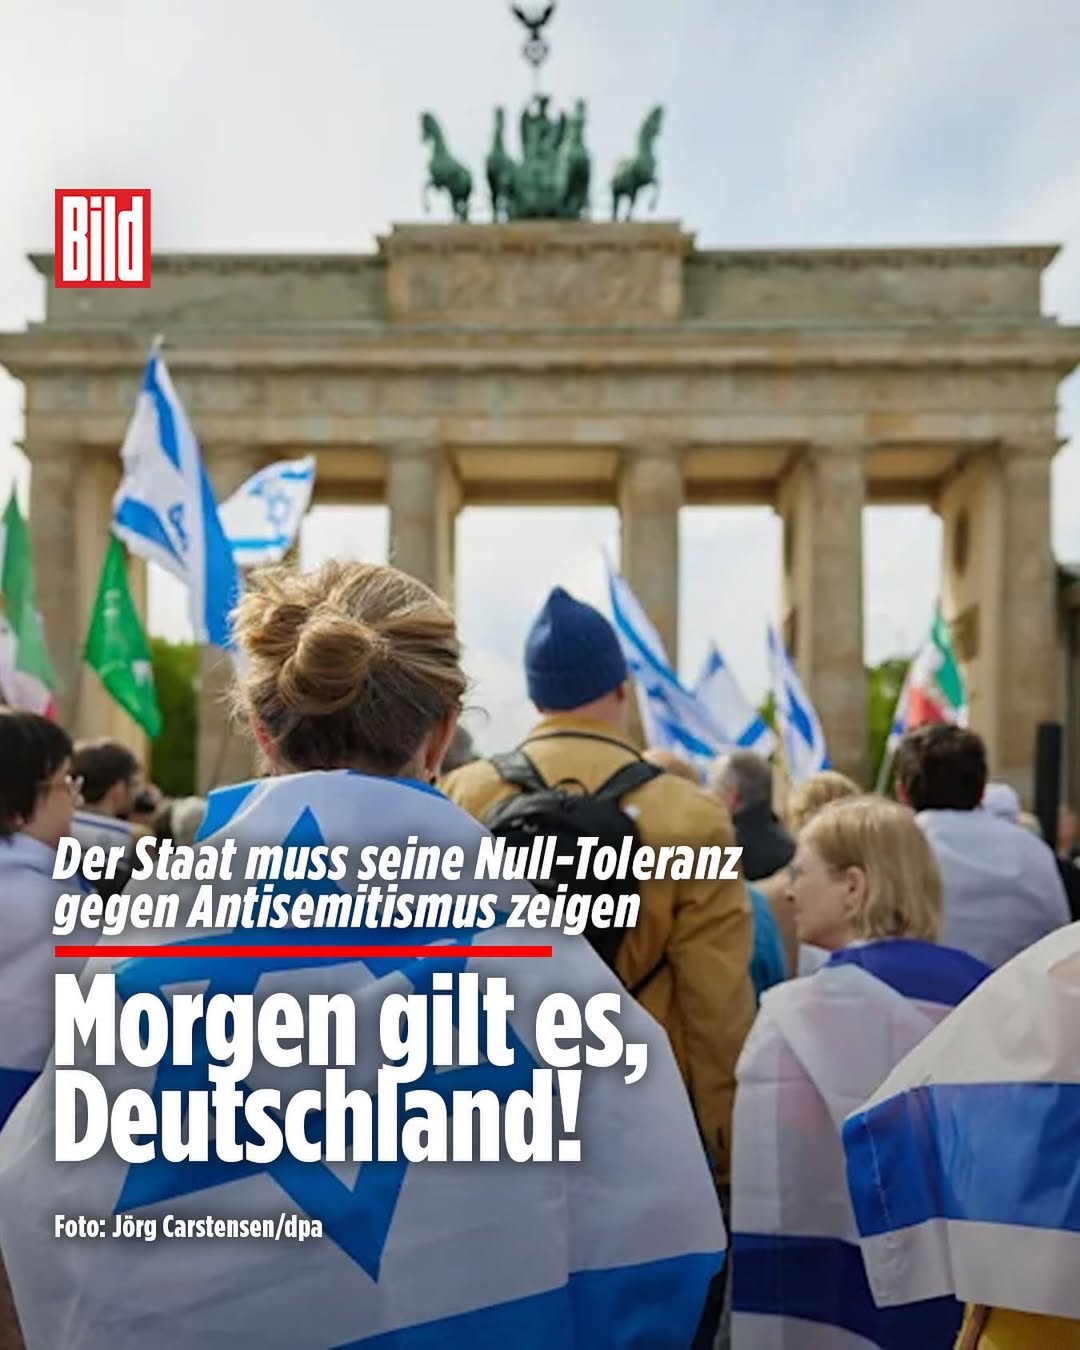 Bild
Der Staat muss seine Null-Toleranz
gegen Antisemitismus zeigen
Morgen gilt es,
Deutschland!
Foto: Jörg Carstensen/dpa